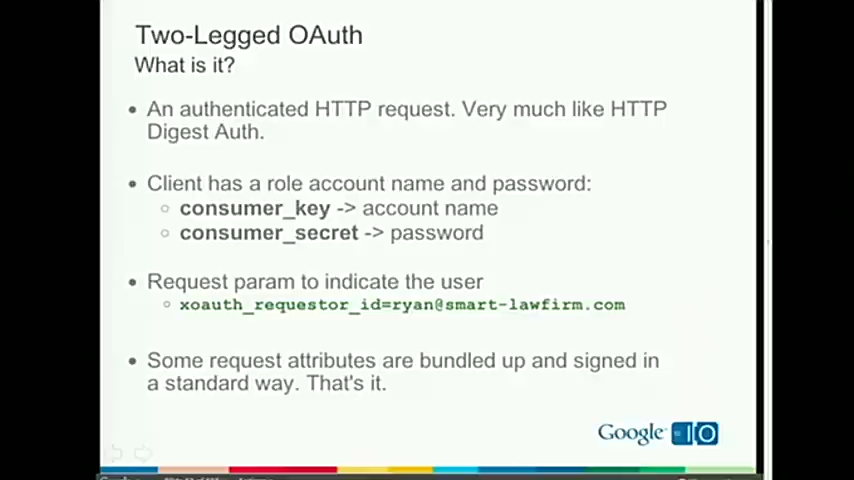 Two-Legged OAuth
What is it?
• An authenticated HTTP request. Very much like HTTP
Digest Auth.
• Client has a role account name and password:
○ consumer_key -> account name
○ consumer_secret -> password
• Request param to indicate the user
○ xoauth_requestor_id=ryan@smart-lawfirm.com
• Some request attributes are bundled up and signed in
a standard way. That's it.
Google IO